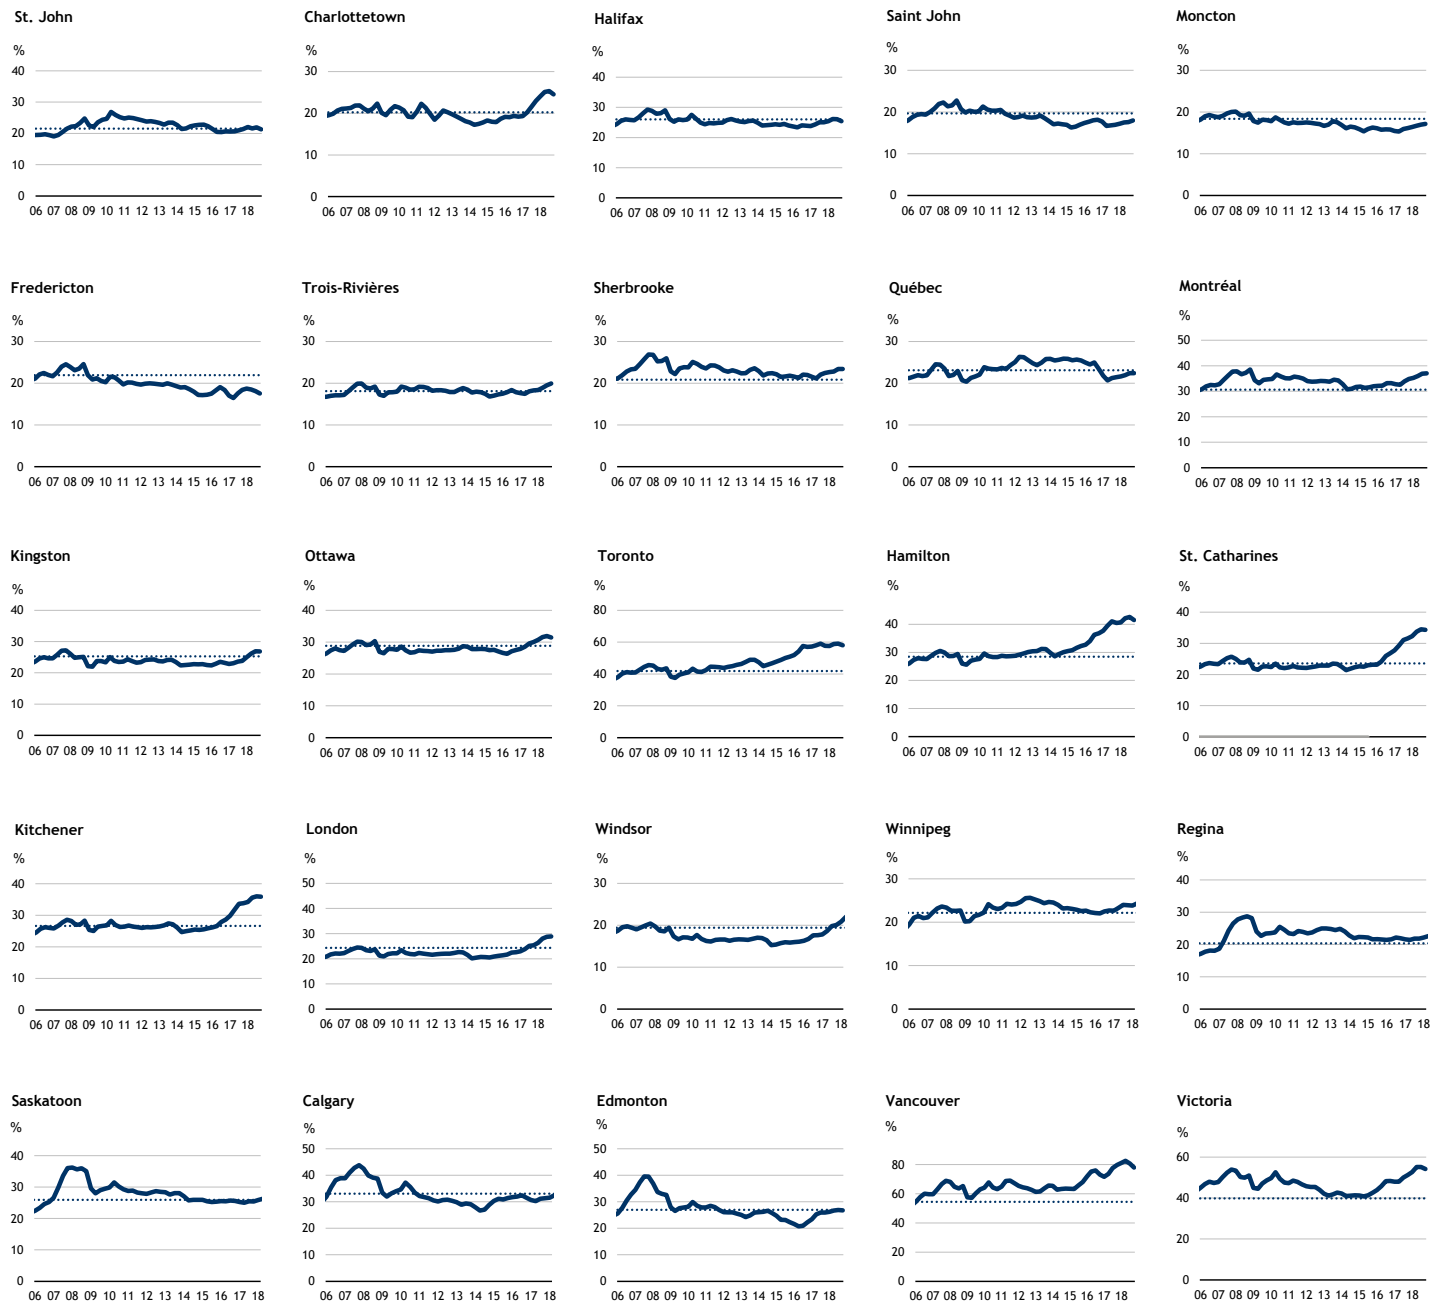 St. John
Charlottetown
Halifax
Saint John
Moncton
%
%
%
%
%
40
30
20
10
0
30
20
10
0
40
30
20
10
0
30
20
10
0
30
20
10
0
06 07 08 09 10 11 12 13 14 15 16 17 18
06 07 08 09 10 11 12 13 14 15 16 17 18
06 07 08 09 10 11 12 13 14 15 16 17 18
06 07 08 09 10 11 12 13 14 15 16 17 18
06 07 08 09 10 11 12 13 14 15 16 17 18
Fredericton
Trois-Rivières
Sherbrooke
Québec
Montréal
%
%
%
%
%
30
20
10
0
30
20
10
0
30
20
10
0
30
20
10
0
50
40
30
20
10
0
06 07 08 09 10 11 12 13 14 15 16 17 18
06 07 08 09 10 11 12 13 14 15 16 17 18
06 07 08 09 10 11 12 13 14 15 16 17 18
06 07 08 09 10 11 12 13 14 15 16 17 18
06 07 08 09 10 11 12 13 14 15 16 17 18
Kingston
Ottawa
Toronto
Hamilton
St. Catharines
%
%
%
%
%
40
30
20
10
0
40
30
20
10
0
80
60
40
20
0
40
30
20
10
0
40
30
20
10
0
06 07 08 09 10 11 12 13 14 15 16 17 18
06 07 08 09 10 11 12 13 14 15 16 17 18
06 07 08 09 10 11 12 13 14 15 16 17 18
06 07 08 09 10 11 12 13 14 15 16 17 18
06 07 08 09 10 11 12 13 14 15 16 17 18
Kitchener
London
Windsor
Winnipeg
Regina
%
%
%
%
%
40
30
20
10
0
50
40
30
20
10
0
30
20
10
0
30
20
10
0
40
30
20
10
0
06 07 08 09 10 11 12 13 14 15 16 17 18
06 07 08 09 10 11 12 13 14 15 16 17 18
06 07 08 09 10 11 12 13 14 15 16 17 18
06 07 08 09 10 11 12 13 14 15 16 17 18
06 07 08 09 10 11 12 13 14 15 16 17 18
Saskatoon
Calgary
Edmonton
Vancouver
Victoria
%
%
%
%
%
40
30
20
10
0
50
40
30
20
10
0
50
40
30
20
10
0
80
60
40
20
0
60
40
20
0
06 07 08 09 10 11 12 13 14 15 16 17 18
06 07 08 09 10 11 12 13 14 15 16 17 18
06 07 08 09 10 11 12 13 14 15 16 17 18
06 07 08 09 10 11 12 13 14 15 16 17 18
06 07 08 09 10 11 12 13 14 15 16 17 18